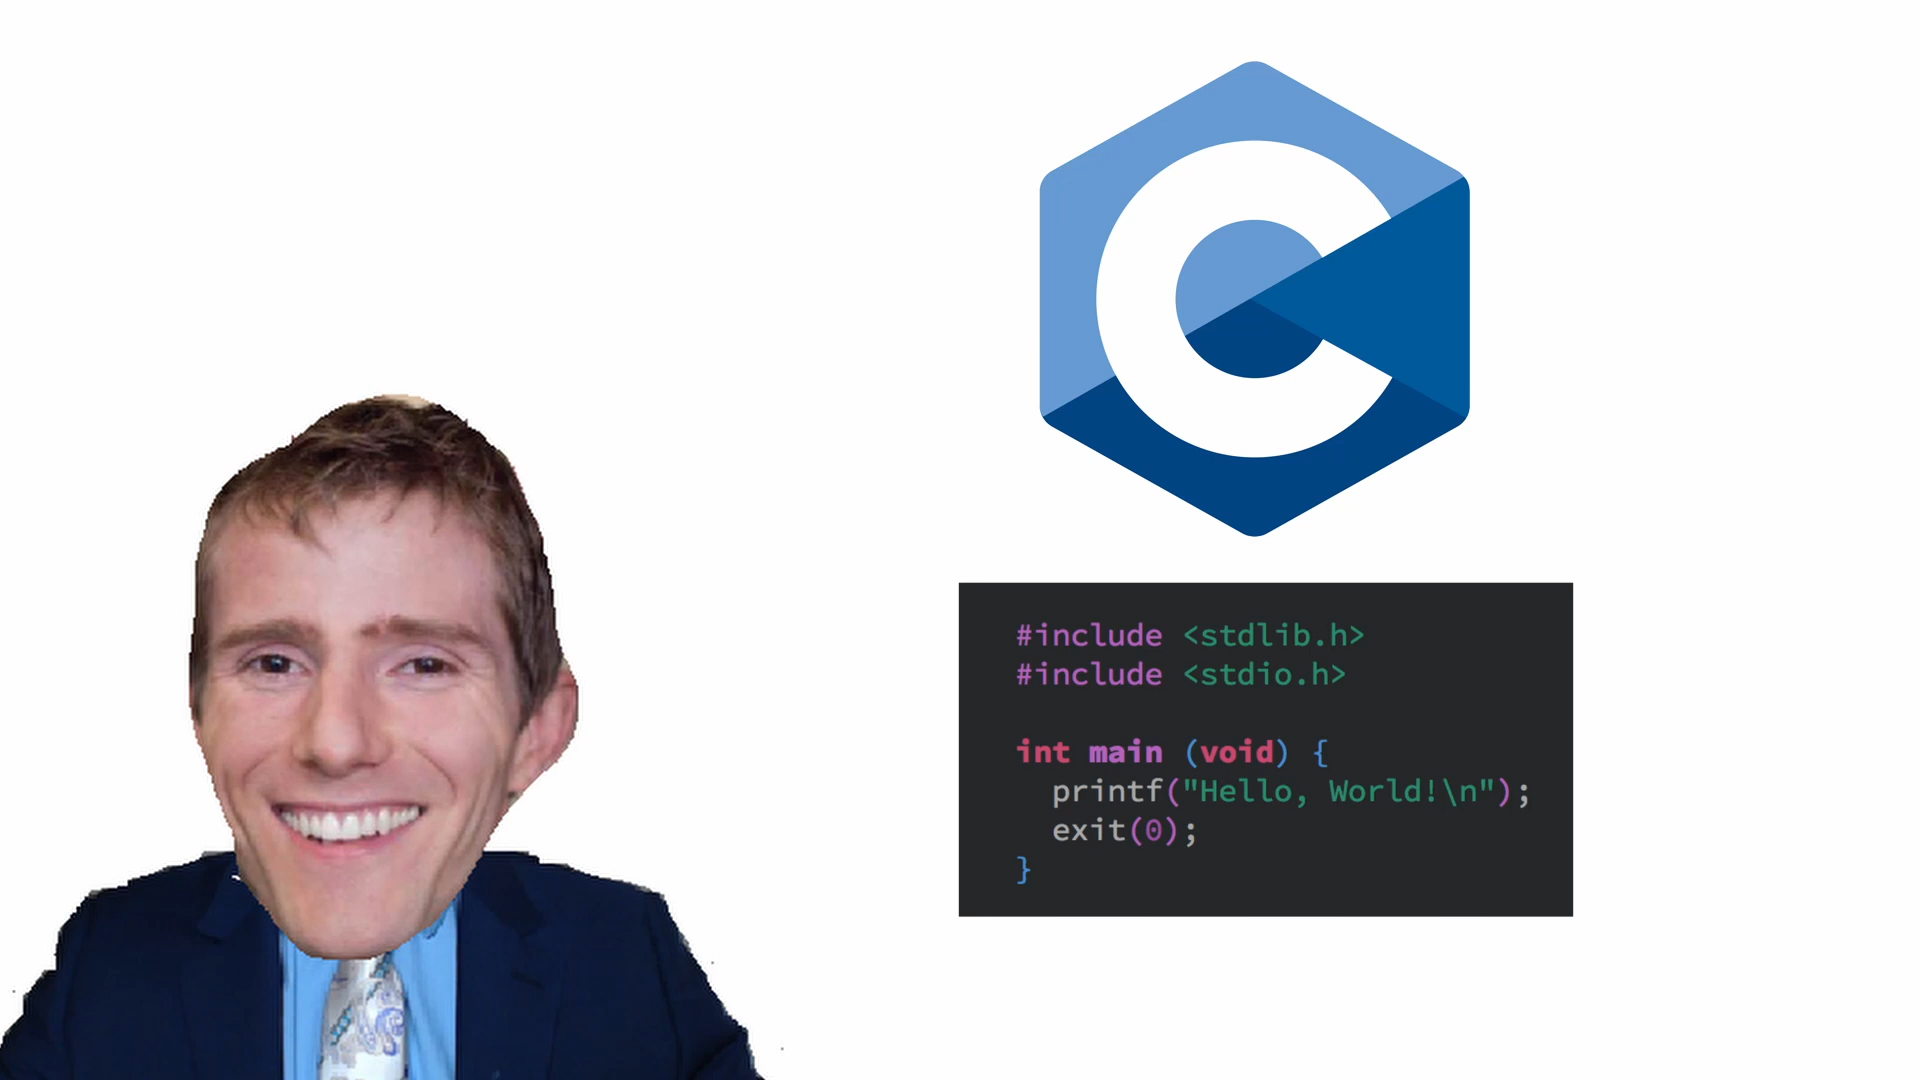 C
#include <stdlib.h>
#include <stdio.h>
int main (void) {
printf("Hello, World!\n");
exit(0);
}